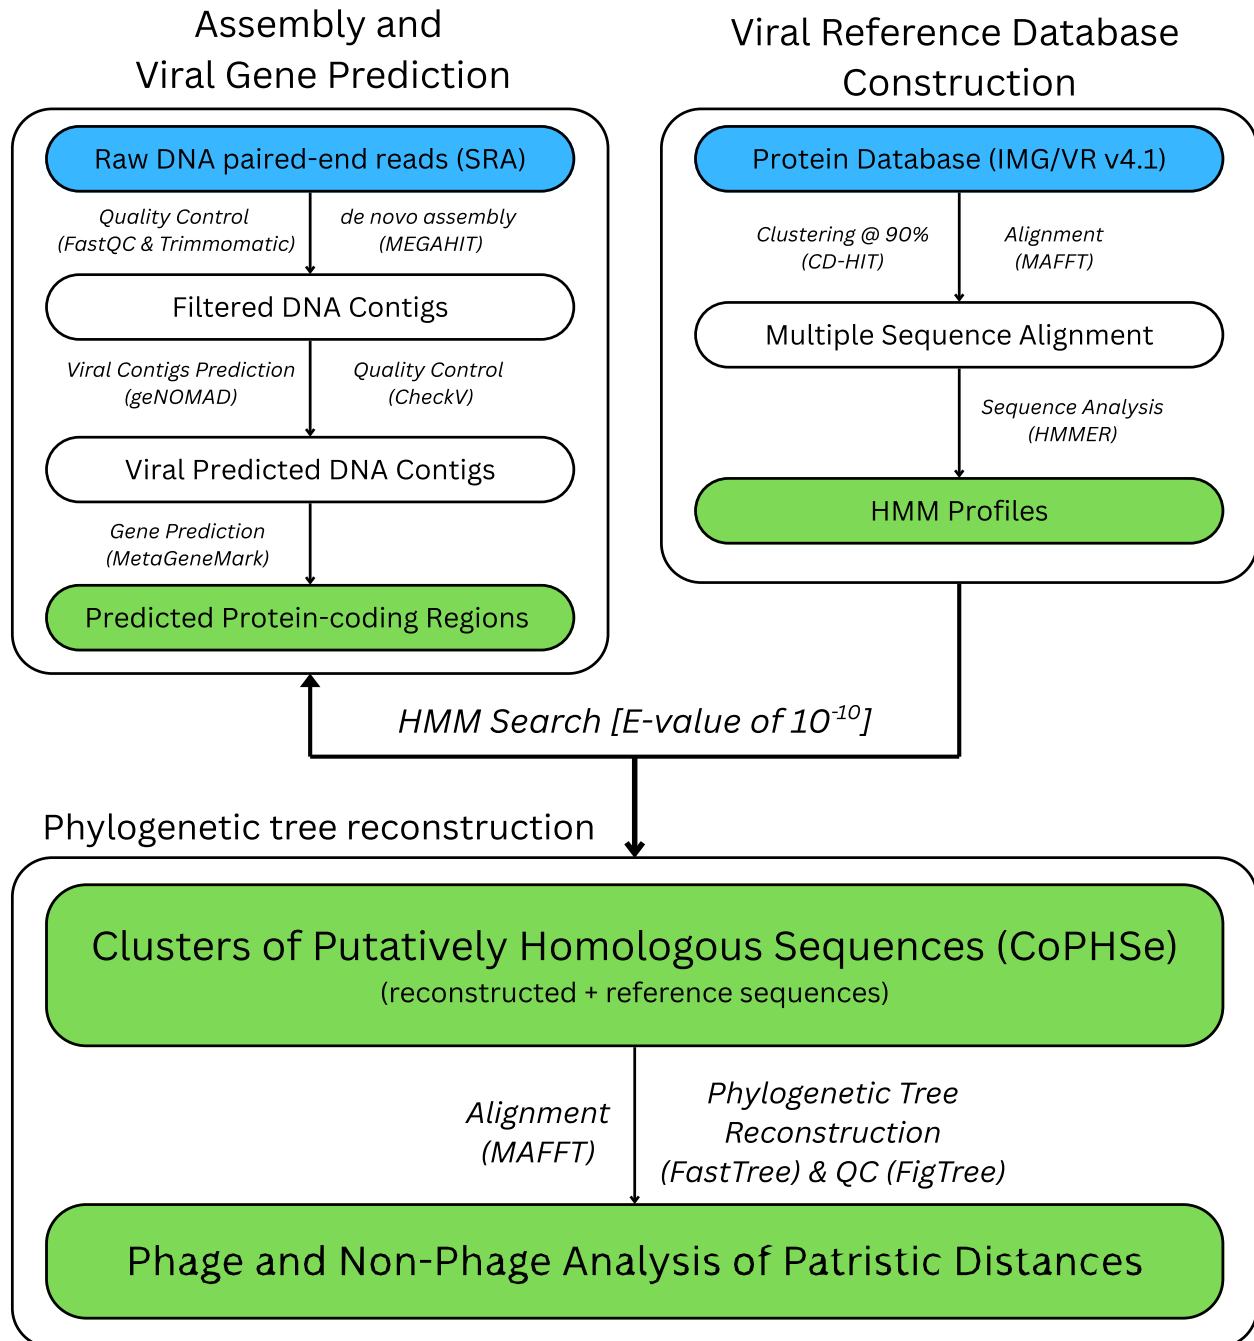 Assembly and
Viral Gene Prediction
Raw DNA paired-end reads (SRA)
Quality Control
(FastQC & Trimmomatic)
de novo assembly
(MEGAHIT)
Filtered DNA Contigs
Viral Contigs Prediction
(geNOMAD)
Quality Control
(CheckV)
Viral Predicted DNA Contigs
Gene Prediction
(MetaGeneMark)
Predicted Protein-coding Regions
Viral Reference Database
Construction
Protein Database (IMG/VR v4.1)
Clustering @ 90%
(CD-HIT)
Alignment
(MAFFT)
Multiple Sequence Alignment
Sequence Analysis
(HMMER)
HMM Profiles
HMM Search [E-value of 10⁻¹⁰]
Phylogenetic tree reconstruction
Clusters of Putatively Homologous Sequences (CoPHSe)
(reconstructed + reference sequences)
Alignment
(MAFFT)
Phylogenetic Tree
Reconstruction
(FastTree) & QC (FigTree)
Phage and Non-Phage Analysis of Patristic Distances